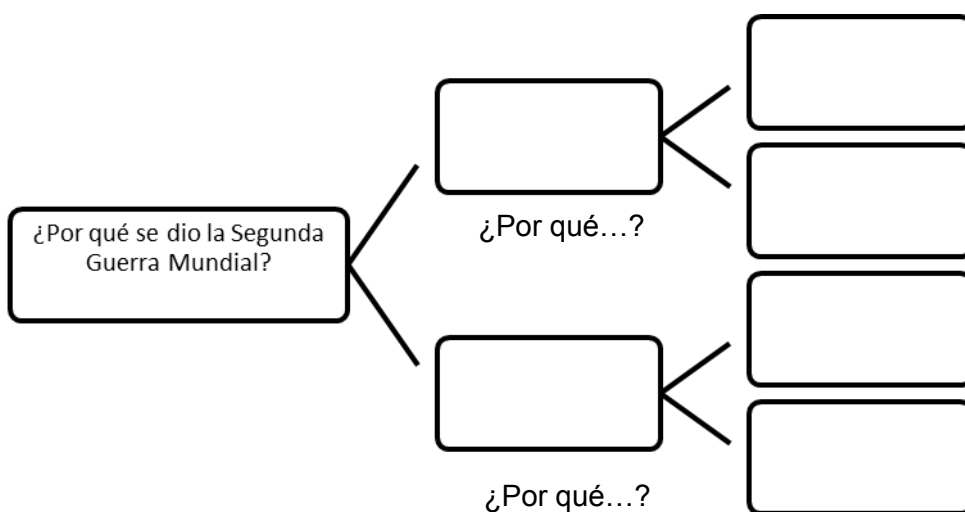 ¿Por qué se dio la Segunda
Guerra Mundial?
¿Por qué…?
¿Por qué…?